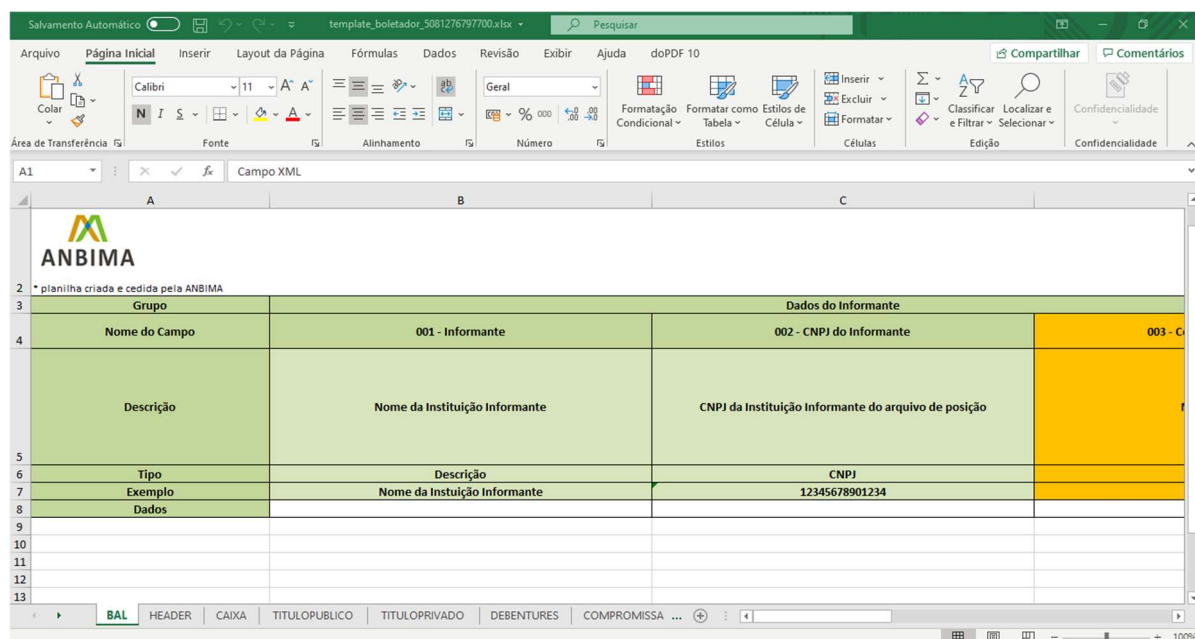 Salvamento Automático
template_boletador_5081276797700.xlsx
Pesquisar
Arquivo Página Inicial Inserir Layout da Página Fórmulas Dados Revisão Exibir Ajuda doPDF 10 Compartilhar Comentários
Colar
Calibri 11 A A
N I S A
ab
Geral
% 000
Formatação Condicional
Formatar como Tabela
Estilos de Célula
Inserir
Excluir
Formatar
Classificar e Filtrar
Localizar e Selecionar
Confidencialidade
Área de Transferência Fonte Alinhamento Número Estilos Células Edição Confidencialidade
A1 fx Campo XML
A B C
ANBIMA
2 * planilha criada e cedida pela ANBIMA
3 Grupo Dados do Informante
4 Nome do Campo 001 - Informante 002 - CNPJ do Informante 003 - C
5 Descrição Nome da Instituição Informante CNPJ da Instituição Informante do arquivo de posição
6 Tipo Descrição CNPJ
7 Exemplo Nome da Instuição Informante 12345678901234
8 Dados
9
10
11
12
13
BAL HEADER CAIXA TITULOPUBLICO TITULOPRIVADO DEBENTURES COMPROMISSA ...
100%